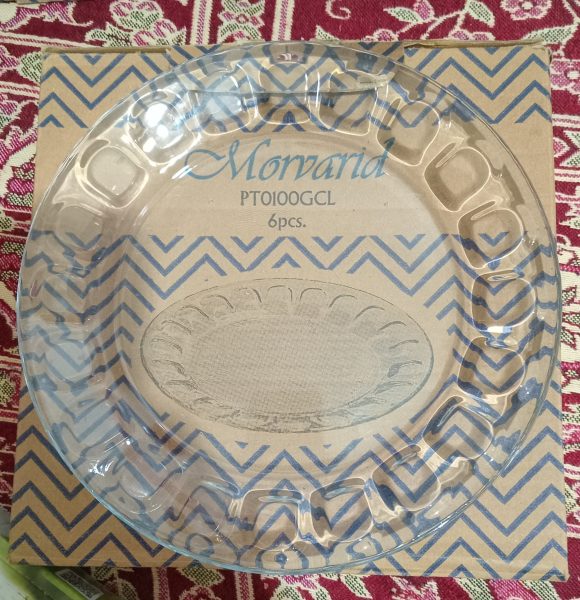 Morvarid
PT0100GCL
6pcs.